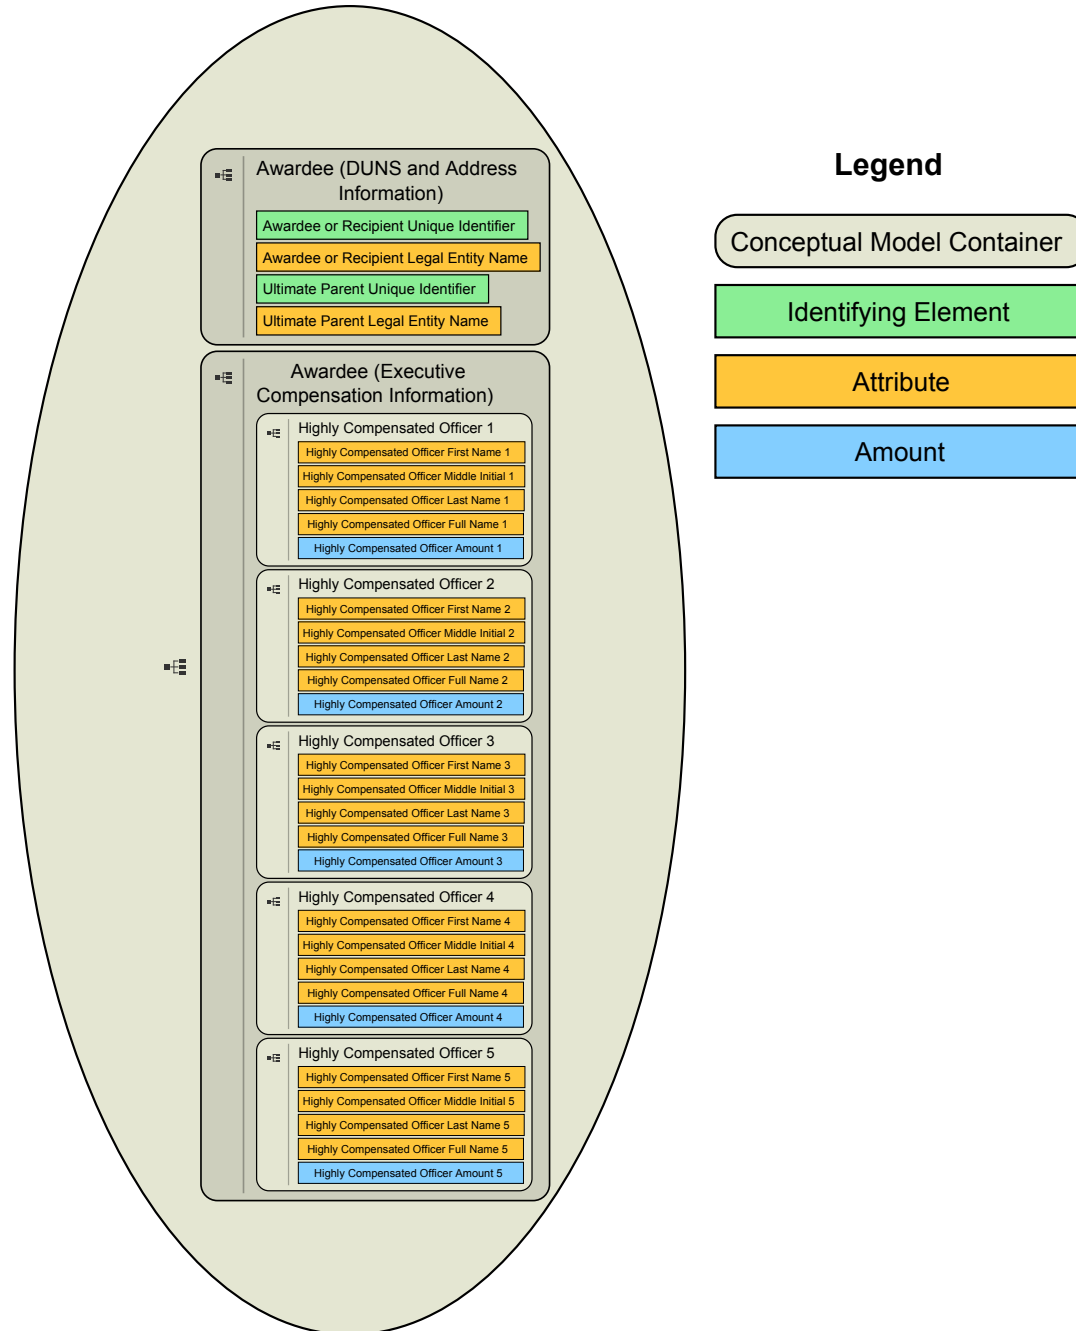 Awardee (DUNS and Address
Information)
Awardee or Recipient Unique Identifier
Awardee or Recipient Legal Entity Name
Ultimate Parent Unique Identifier
Ultimate Parent Legal Entity Name
Awardee (Executive
Compensation Information)
Highly Compensated Officer 1
Highly Compensated Officer First Name 1
Highly Compensated Officer Middle Initial 1
Highly Compensated Officer Last Name 1
Highly Compensated Officer Full Name 1
Highly Compensated Officer Amount 1
Highly Compensated Officer 2
Highly Compensated Officer First Name 2
Highly Compensated Officer Middle Initial 2
Highly Compensated Officer Last Name 2
Highly Compensated Officer Full Name 2
Highly Compensated Officer Amount 2
Highly Compensated Officer 3
Highly Compensated Officer First Name 3
Highly Compensated Officer Middle Initial 3
Highly Compensated Officer Last Name 3
Highly Compensated Officer Full Name 3
Highly Compensated Officer Amount 3
Highly Compensated Officer 4
Highly Compensated Officer First Name 4
Highly Compensated Officer Middle Initial 4
Highly Compensated Officer Last Name 4
Highly Compensated Officer Full Name 4
Highly Compensated Officer Amount 4
Highly Compensated Officer 5
Highly Compensated Officer First Name 5
Highly Compensated Officer Middle Initial 5
Highly Compensated Officer Last Name 5
Highly Compensated Officer Full Name 5
Highly Compensated Officer Amount 5
Legend
Conceptual Model Container
Identifying Element
Attribute
Amount